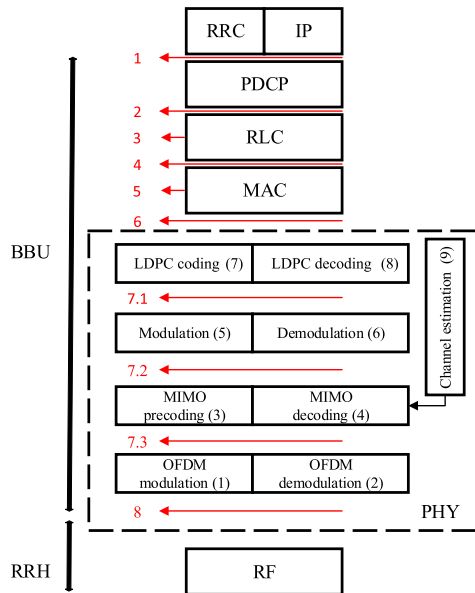 RRC IP
1
PDCP
2
3 RLC
4
5 MAC
6
BBU
LDPC coding (7) LDPC decoding (8)
Channel estimation (9)
7.1
Modulation (5) Demodulation (6)
7.2
MIMO precoding (3)
MIMO decoding (4)
7.3
OFDM modulation (1)
OFDM demodulation (2)
8
PHY
RRH
RF